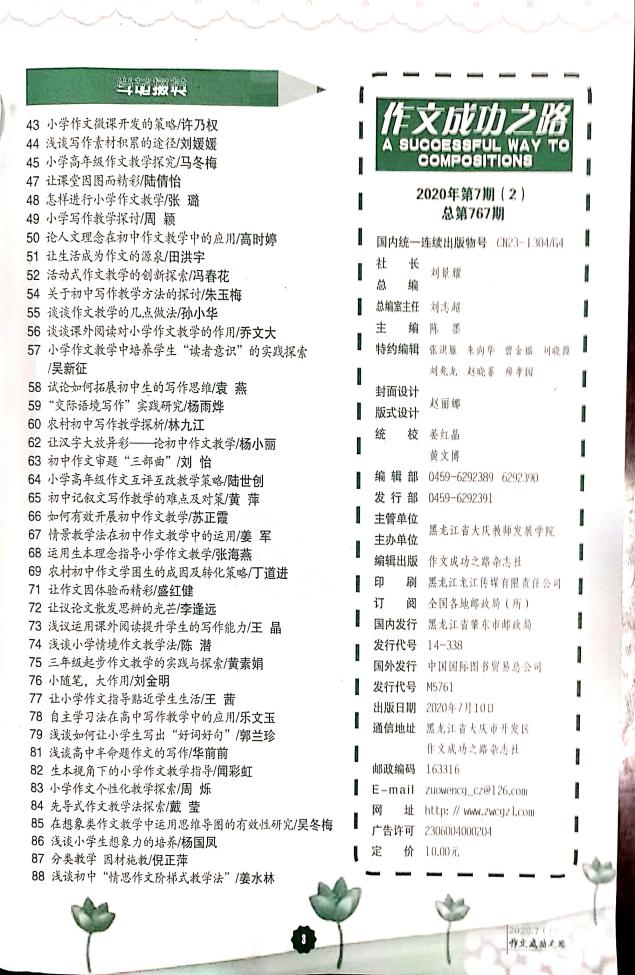 43 小学作文微课开发的策略/许乃权
44 浅谈写作素材积累的途径/刘媛媛
45 小学高年级作文教学探究/马冬梅
47 让课堂因图而精彩/陆倩怡
48 怎样进行小学作文教学/张 璐
49 小学写作教学探讨/周 颖
50 论人文理念在初中作文教学中的应用/高时婷
51 让生活成为作文的源泉/田洪宇
52 活动式作文教学的创新探索/冯春花
54 关于初中写作教学方法的探讨/朱玉梅
55 谈谈作文教学的几点做法/孙小华
56 谈谈课外阅读对小学作文教学的作用/乔文大
57 小学作文教学中培养学生“读者意识”的实践探索
/吴新征
58 试论如何拓展初中生的写作思维/袁 燕
59 “交际语境写作”实践研究/杨雨烨
60 农村初中写作教学探析/林九江
62 让汉字大放异彩——论初中作文教学/杨小丽
63 初中作文审题“三部曲”/刘 怡
64 小学高年级作文互评互改教学策略/陆世创
65 初中记叙文写作教学的难点及对策/黄 萍
66 如何有效开展初中作文教学/苏正霞
67 情景教学法在初中作文教学中的运用/姜 军
68 运用生本理念指导小学作文教学/张海燕
69 农村初中作文学困生的成因及转化策略/丁道进
71 让作文因体验而精彩/盛红健
72 让议论文散发思辨的光芒/李逢远
73 浅议运用课外阅读提升学生的写作能力/王 晶
74 浅谈小学情境作文教学法/陈 潜
75 三年级起步作文教学的实践与探索/黄素娟
76 小随笔，大作用/刘金明
77 让小学作文指导贴近学生生活/王 茜
78 自主学习法在高中写作教学中的应用/乐文玉
79 浅谈如何让小学生写出“好词好句”/郭兰珍
81 浅谈高中半命题作文的写作/华前前
82 生本视角下的小学作文教学指导/闻彩虹
83 小学作文个性化教学探索/周 烁
84 先导式作文教学法探索/戴 莹
85 在想象类作文教学中运用思维导图的有效性研究/吴冬梅
86 浅谈小学生想象力的培养/杨国凤
87 分类教学 因材施教/倪正萍
88 浅谈初中“情思作文阶梯式教学法”/姜水林
作文成功之路
A SUCCESSFUL WAY TO
COMPOSITIONS
2020年第7期（2）
总第767期
国内统一连续出版物号 CN23-1304/G4
社 长
刘景耀
总 编
总编室主任 刘志超
主 编 陈 墨
特约编辑 张洪雁 朱向华 曾金福 刘晓霞
刘兆龙 赵晓菁 房孝园
封面设计
赵丽娜
版式设计
统 校 姜红晶
黄文博
编 辑 部 0459-6292389 6292390
发 行 部 0459-6292391
主管单位
黑龙江省大庆教师发展学院
主办单位
编辑出版 作文成功之路杂志社
印 刷 黑龙江龙江传媒有限责任公司
订 阅 全国各地邮政局（所）
国内发行 黑龙江省肇东市邮政局
发行代号 14-338
国外发行 中国国际图书贸易总公司
发行代号 M5761
出版日期 2020年7月10日
通信地址 黑龙江省大庆市开发区
作文成功之路杂志社
邮政编码 163316
E-mail zuowencg_cz@126.com
网 址 http://www.zwcgzl.com
广告许可 2306004000204
定 价 10.00元
3
2020.7
作文成功之路